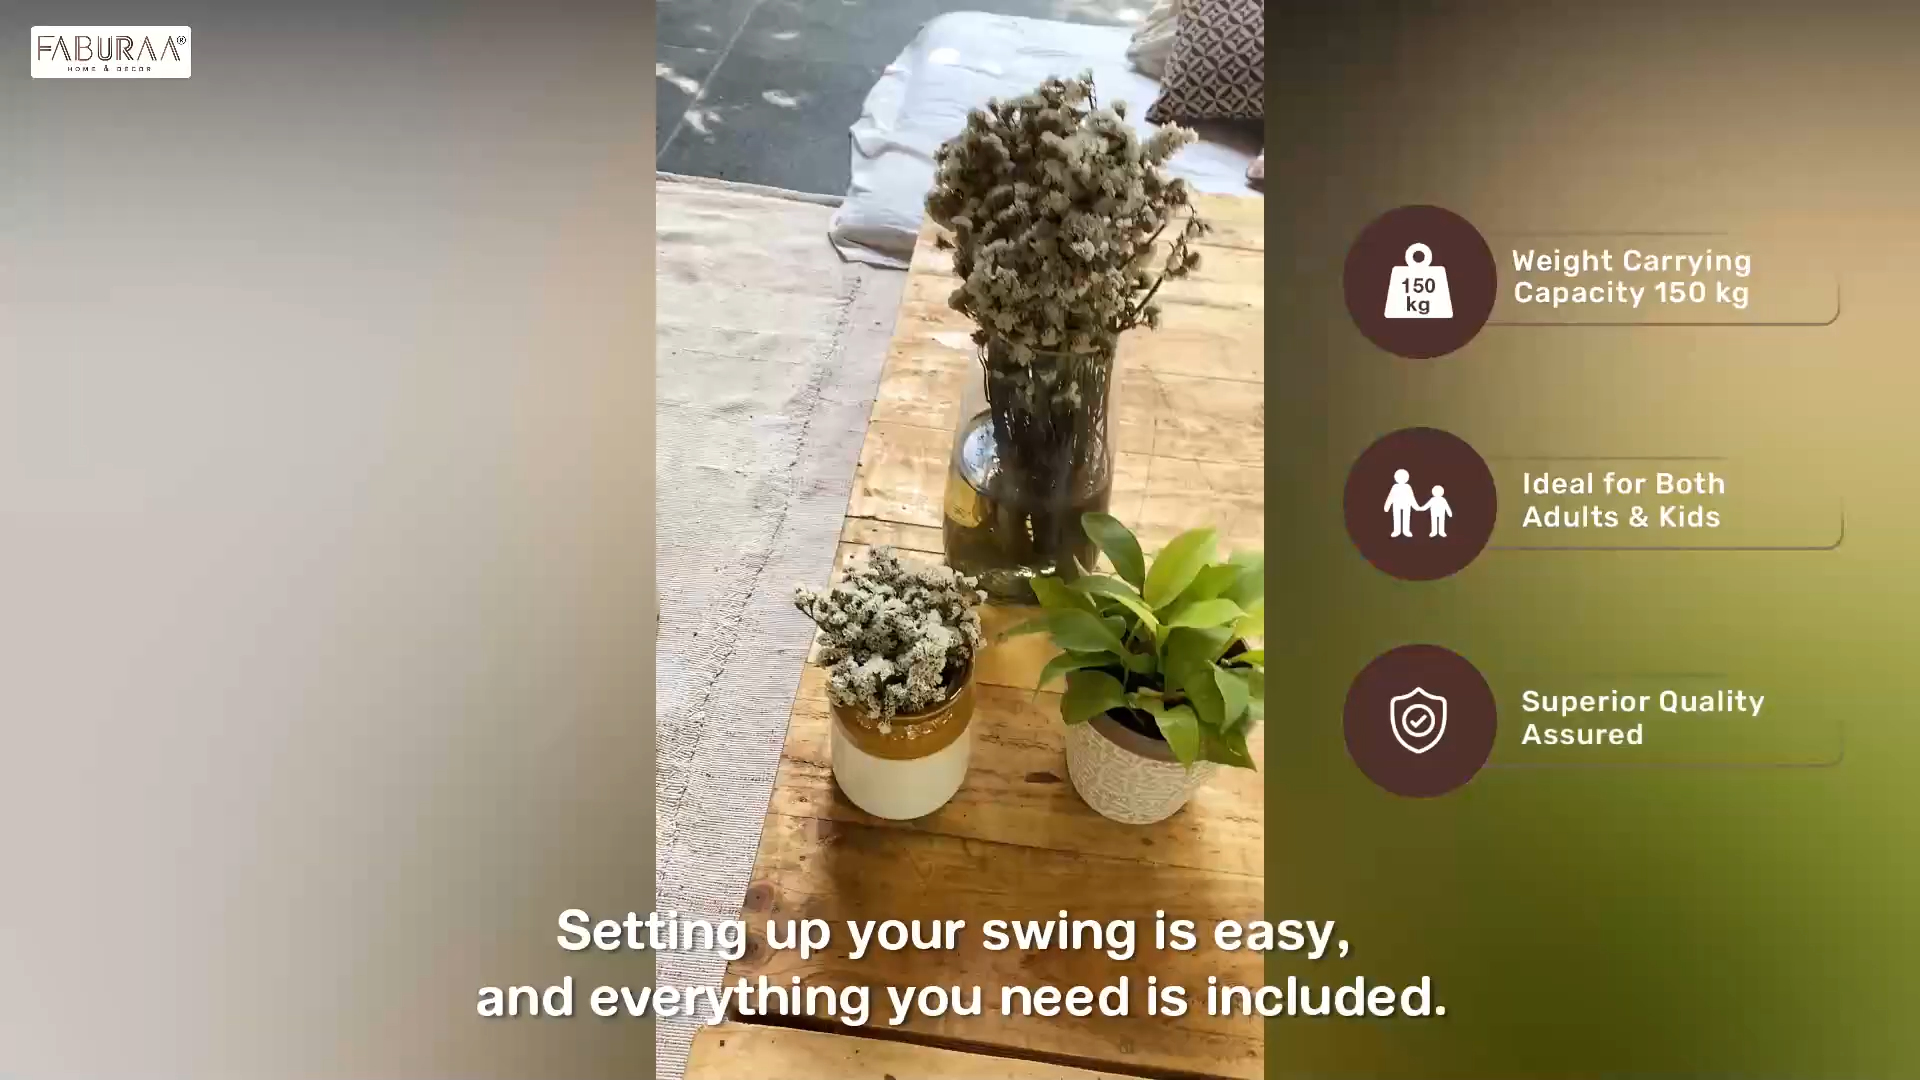 FABURAA®
HOME & DECOR
150
kg
Weight Carrying
Capacity 150 kg
Ideal for Both
Adults & Kids
Superior Quality
Assured
Setting up your swing is easy,
and everything you need is included.